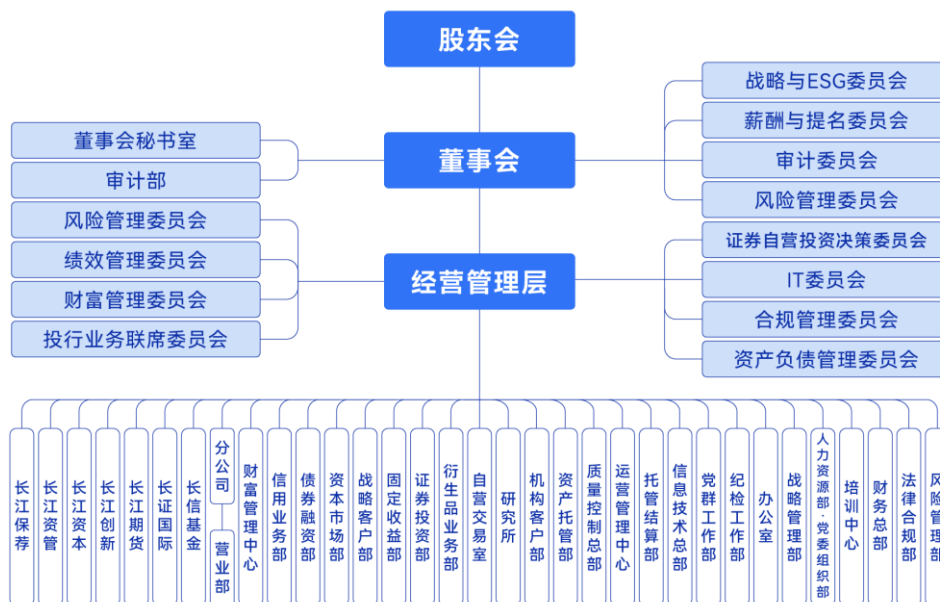 股东会
董事会
经营管理层
董事会秘书室
审计部
风险管理委员会
绩效管理委员会
财富管理委员会
投行业务联席委员会
战略与ESG委员会
薪酬与提名委员会
审计委员会
风险管理委员会
证券自营投资决策委员会
IT委员会
合规管理委员会
资产负债管理委员会
长江保荐
长江资管
长江资本
长江创新
长江期货
长证国际
长信基金
分公司
营业部
财富管理中心
信用业务部
债券融资部
资本市场部
战略客户部
固定收益部
证券投资部
衍生品业务部
自营交易室
研究所
机构客户部
资产托管部
质量控制总部
运营管理中心
托管结算部
信息技术总部
党群工作部
纪检工作部
办公室
战略管理部
人力资源部·党委组织部
培训中心
财务总部
法律合规部
风险管理部